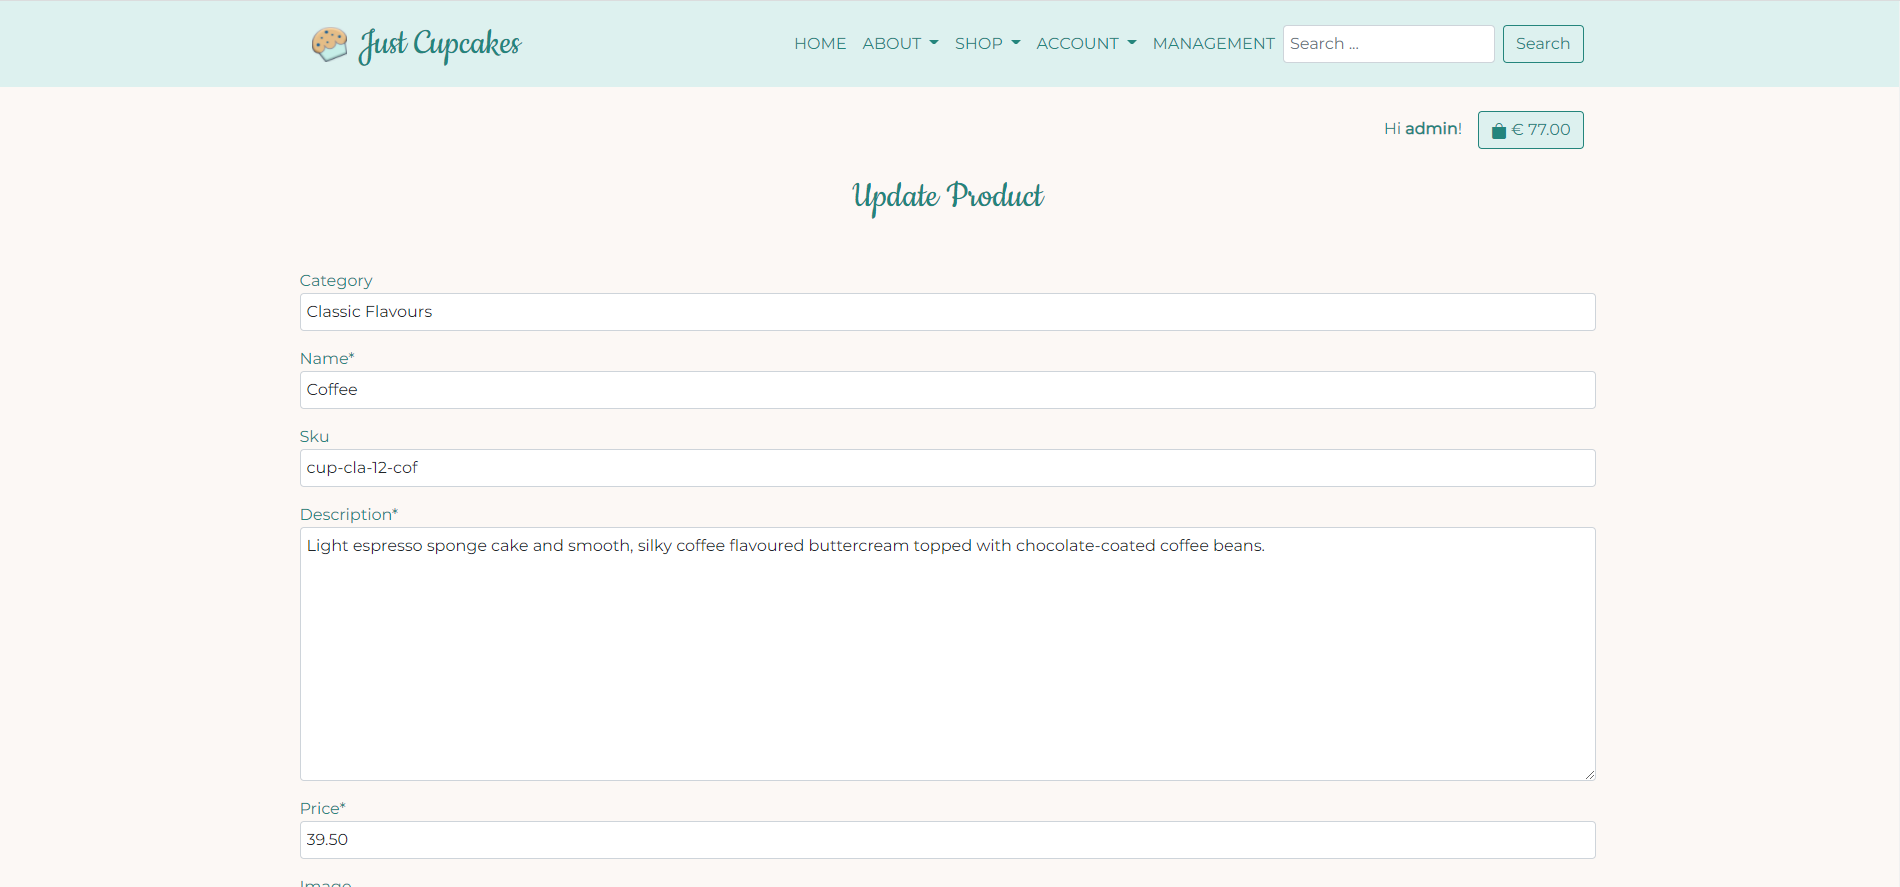 Just Cupcakes
HOME ABOUT SHOP ACCOUNT MANAGEMENT Search ... Search
Hi admin! € 77.00
Update Product
Category
Classic Flavours
Name*
Coffee
Sku
cup-cla-12-cof
Description*
Light espresso sponge cake and smooth, silky coffee flavoured buttercream topped with chocolate-coated coffee beans.
Price*
39.50
Image